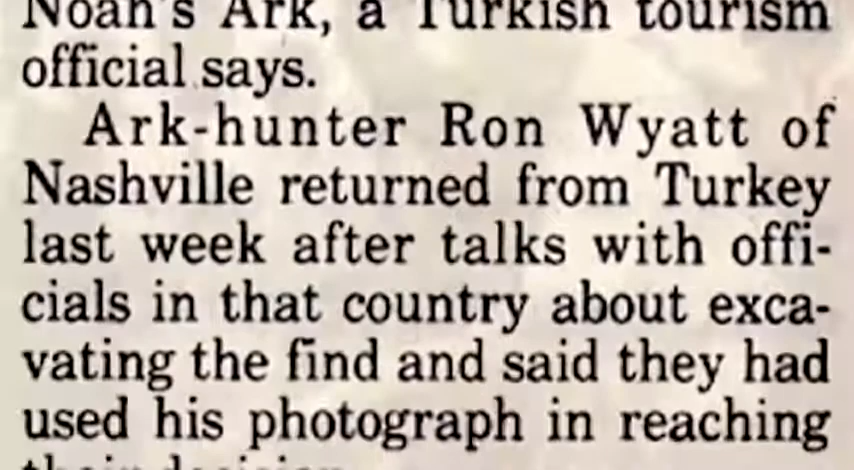 Noah's Ark, a Turkish tourism
official says.
Ark-hunter Ron Wyatt of
Nashville returned from Turkey
last week after talks with offi-
cials in that country about exca-
vating the find and said they had
used his photograph in reaching
their decision